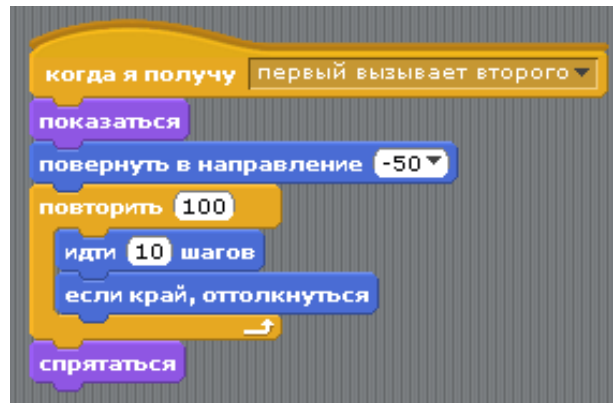 когда я получу первый вызывает второго
показаться
повернуть в направление -50
повторить 100
идти 10 шагов
если край, оттолкнуться
спрятаться